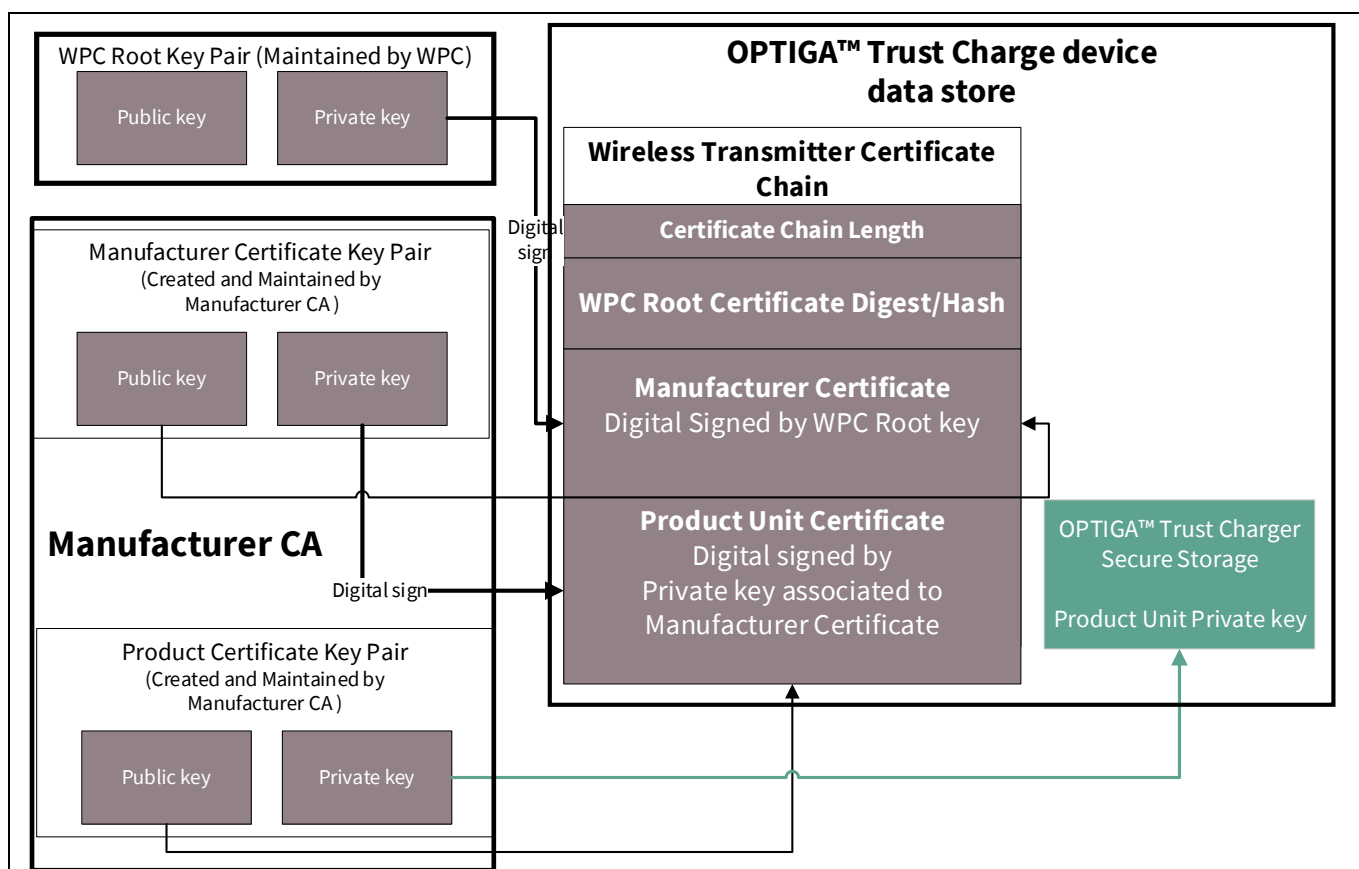 WPC Root Key Pair (Maintained by WPC)
Public key
Private key
Manufacturer Certificate Key Pair
(Created and Maintained by
Manufacturer CA )
Public key
Private key
Manufacturer CA
Product Certificate Key Pair
(Created and Maintained by
Manufacturer CA )
Public key
Private key
Digital
sign
Digital sign
OPTIGA™ Trust Charge device
data store
Wireless Transmitter Certificate
Chain
Certificate Chain Length
WPC Root Certificate Digest/Hash
Manufacturer Certificate
Digital Signed by WPC Root key
Product Unit Certificate
Digital signed by
Private key associated to
Manufacturer Certificate
OPTIGA™ Trust Charger
Secure Storage
Product Unit Private key